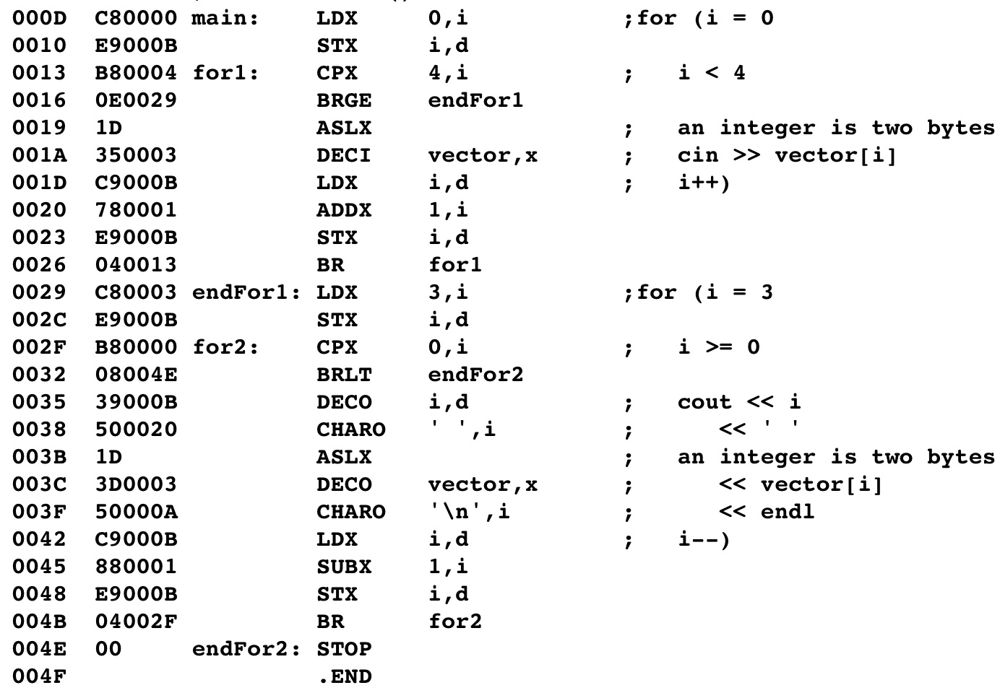 000D C80000 main: LDX 0,i ;for (i = 0
0010 E9000B STX i,d
0013 B80004 for1: CPX 4,i ; i < 4
0016 0E0029 BRGE endFor1
0019 1D ASLX ; an integer is two bytes
001A 350003 DECI vector,x ; cin >> vector[i]
001D C9000B LDX i,d ; i++)
0020 780001 ADDX 1,i
0023 E9000B STX i,d
0026 040013 BR for1
0029 C80003 endFor1: LDX 3,i ;for (i = 3
002C E9000B STX i,d
002F B80000 for2: CPX 0,i ; i >= 0
0032 08004E BRLT endFor2
0035 39000B DECO i,d ; cout << i
0038 500020 CHARO ' ',i ; << ' '
003B 1D ASLX ; an integer is two bytes
003C 3D0003 DECO vector,x ; << vector[i]
003F 50000A CHARO '\n',i ; << endl
0042 C9000B LDX i,d ; i--)
0045 880001 SUBX 1,i
0048 E9000B STX i,d
004B 04002F BR for2
004E 00 endFor2: STOP
004F .END